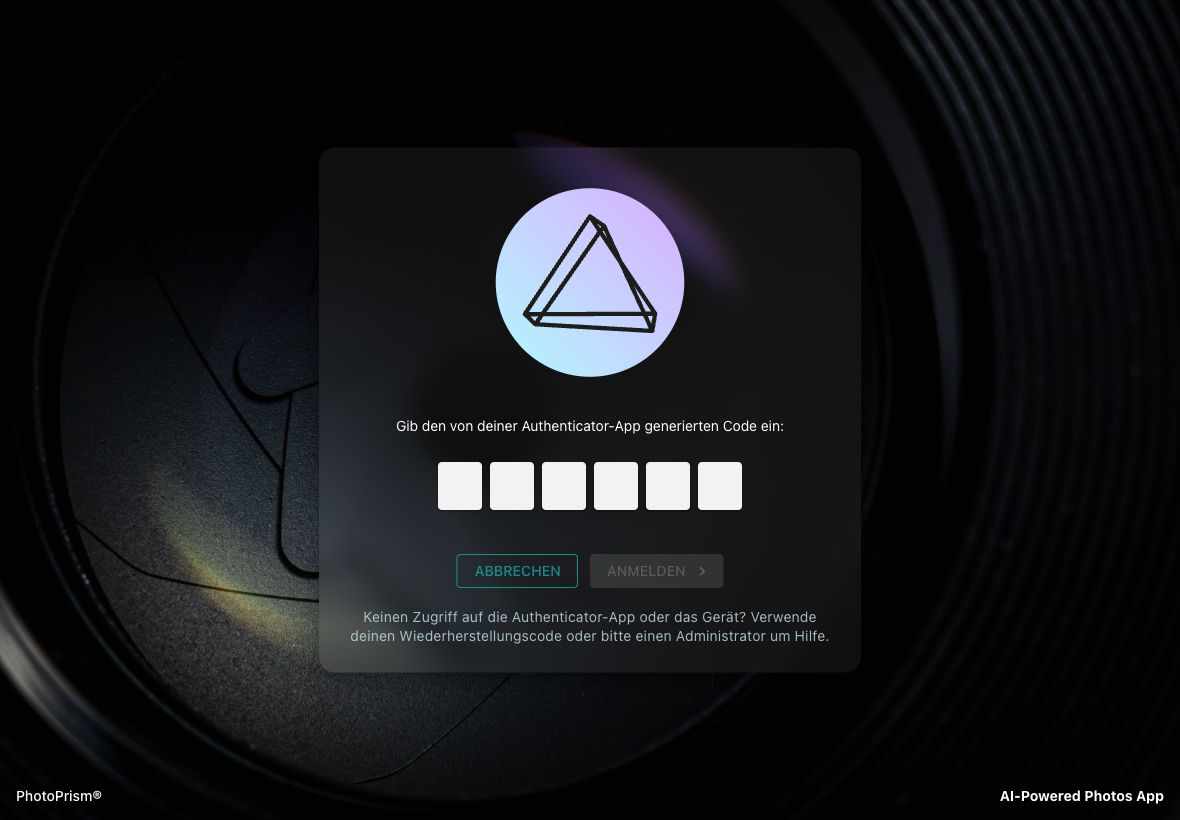 Gib den von deiner Authenticator-App generierten Code ein:
ABBRECHEN
ANMELDEN
Keinen Zugriff auf die Authenticator-App oder das Gerät? Verwende
deinen Wiederherstellungscode oder bitte einen Administrator um Hilfe.
PhotoPrism®
AI-Powered Photos App